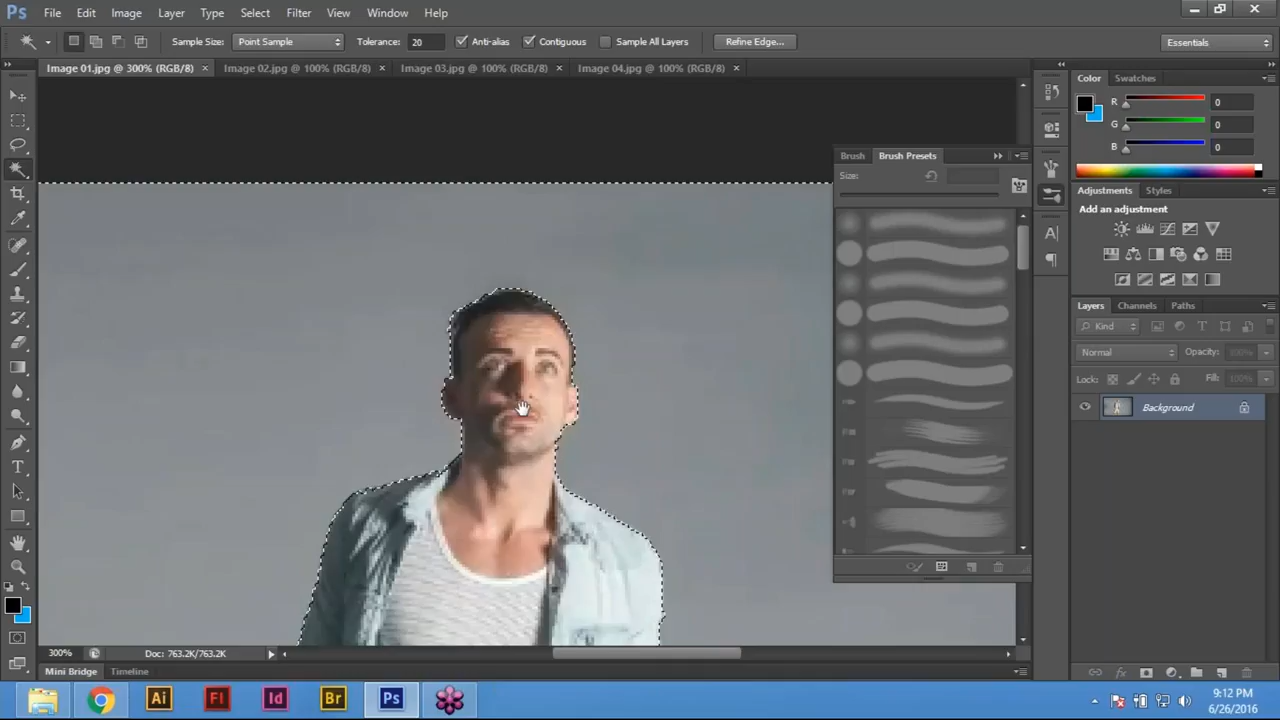 Ps File Edit Image Layer Type Select Filter View Window Help
Sample Size: Point Sample Tolerance: 20 Anti-alias Contiguous Sample All Layers Refine Edge... Essentials
Image 01.jpg @ 300% (RGB/8) × Image 02.jpg @ 100% (RGB/8) × Image 03.jpg @ 100% (RGB/8) × Image 04.jpg @ 100% (RGB/8) ×
Color Swatches
R 0
G 0
B 0
Brush Brush Presets
Size:
Adjustments Styles
Add an adjustment
Layers Channels Paths
Kind
Normal Opacity: 100%
Lock: Fill: 100%
Background
300% Doc: 763.2K/763.2K
Mini Bridge Timeline
Ai Fl Id Br Ps
9:12 PM
6/26/2016